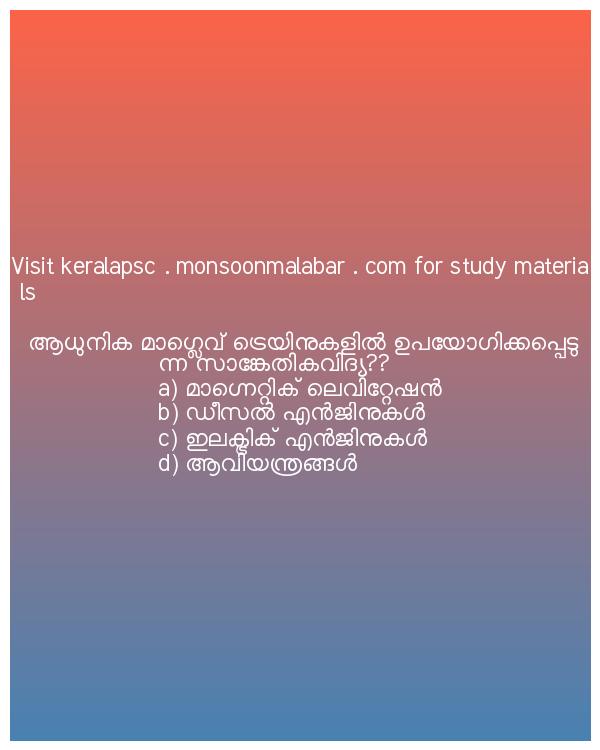 Visit keralapsc . monsoonmalabar . com for study materia
ls
ആധുനിക മാഗ്ലെവ് ട്രെയിനുകളിൽ ഉപയോഗിക്കപ്പെടു
ന്ന സാങ്കേതികവിദ്യ??
a) മാഗ്നെറ്റിക് ലെവിറ്റേഷൻ
b) ഡീസൽ എൻജിനുകൾ
c) ഇലക്ട്രിക് എൻജിനുകൾ
d) ആവിയന്ത്രങ്ങൾ